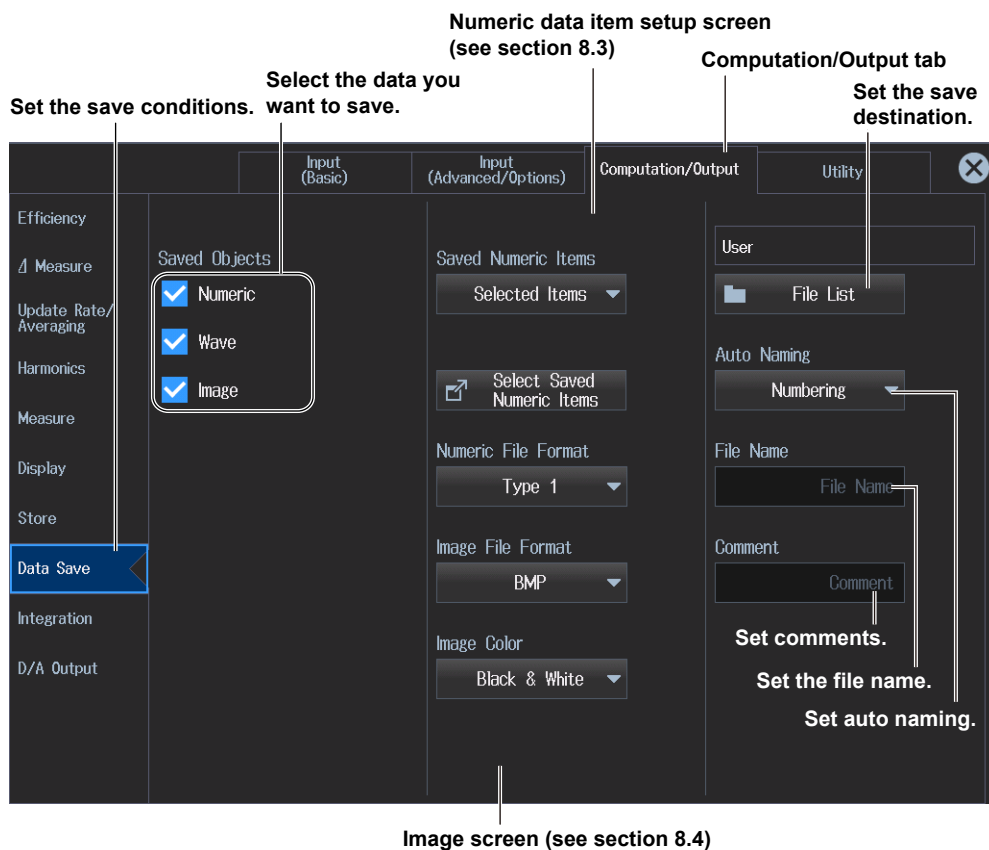 Numeric data item setup screen
(see section 8.3)
Computation/Output tab
Select the data you
want to save.
Set the save
destination.
Set the save conditions.
Input
(Basic)
Input
(Advanced/Options)
Computation/Output
Utility
Efficiency
⊿ Measure
Update Rate/
Averaging
Harmonics
Measure
Display
Store
Data Save
Integration
D/A Output
Saved Objects
Numeric
Wave
Image
Saved Numeric Items
Selected Items
Select Saved
Numeric Items
Numeric File Format
Type 1
Image File Format
BMP
Image Color
Black & White
User
File List
Auto Naming
Numbering
File Name
File Name
Comment
Comment
Set comments.
Set the file name.
Set auto naming.
Image screen (see section 8.4)